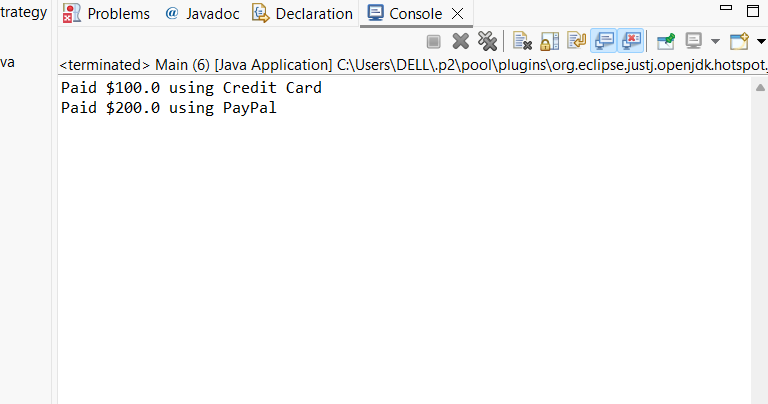 trategy
Problems @ Javadoc Declaration Console
va
<terminated> Main (6) [Java Application] C:\Users\DELL\.p2\pool\plugins\org.eclipse.justj.openjdk.hotspot.
Paid $100.0 using Credit Card
Paid $200.0 using PayPal